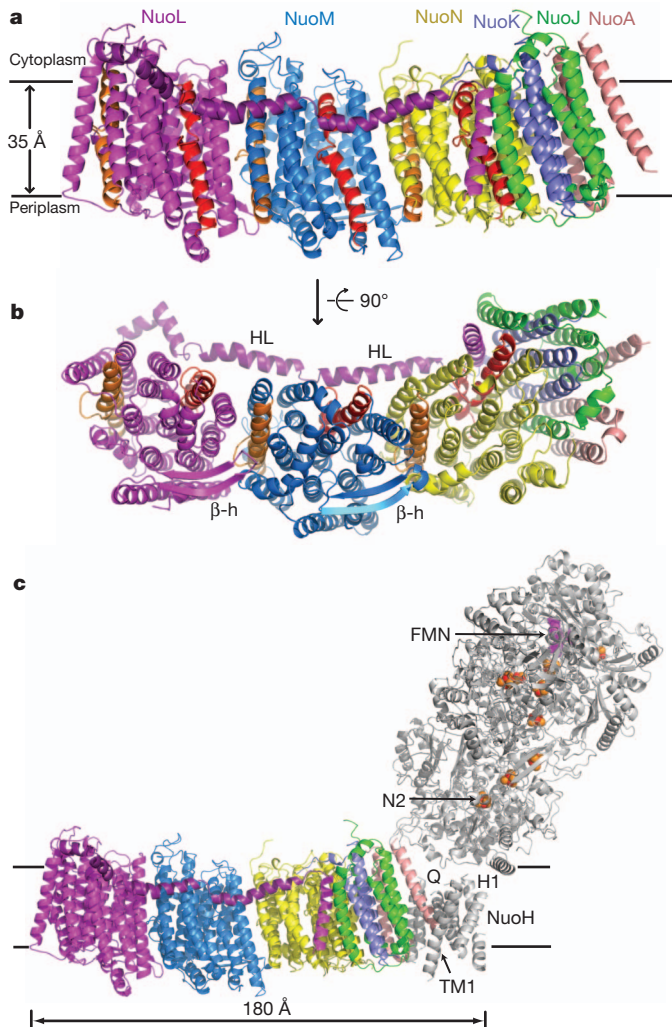 a
NuoL NuoM NuoN NuoK NuoJ NuoA
Cytoplasm
35 Å
Periplasm
90°
b
HL HL
β-h β-h
c
FMN
N2
Q H1
NuoH
TM1
180 Å